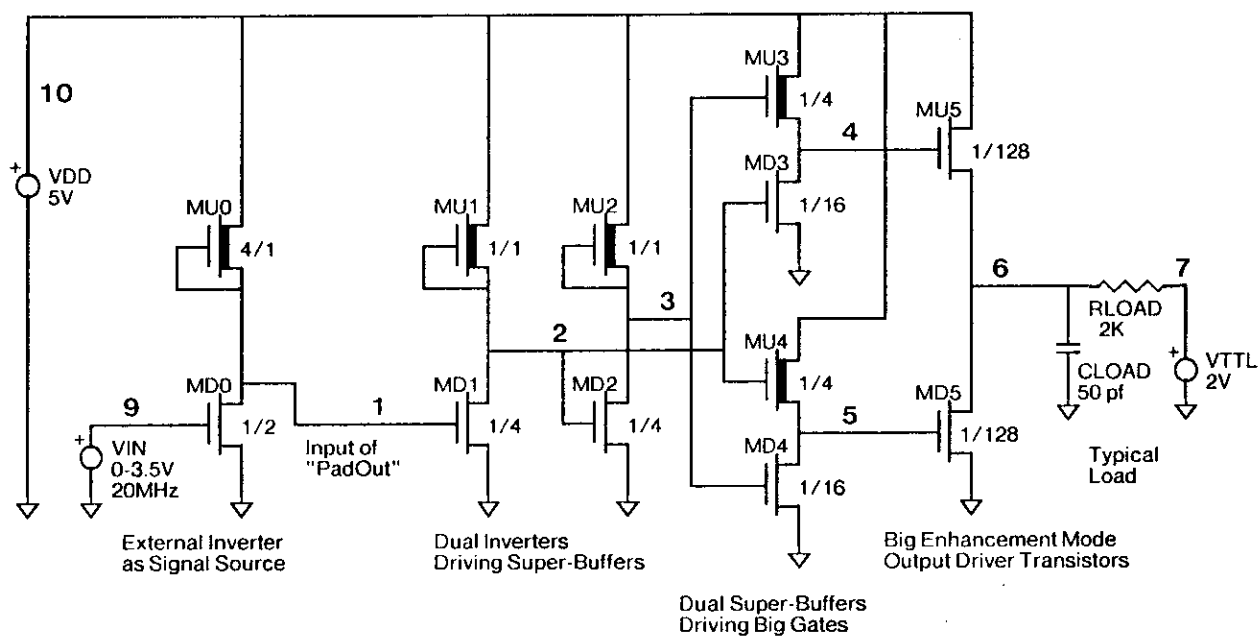 10
VDD
5V
MU0
4/1
MU1
1/1
MU2
1/1
MU3
1/4
4
MU5
1/128
MD3
1/16
6
7
RLOAD
2K
CLOAD
50 pf
VTTL
2V
3
2
MU4
1/4
5
MD5
1/128
MD4
1/16
9
VIN
0-3.5V
20MHz
MD0
1/2
1
Input of
"PadOut"
MD1
1/4
MD2
1/4
Typical
Load
External Inverter
as Signal Source
Dual Inverters
Driving Super-Buffers
Dual Super-Buffers
Driving Big Gates
Big Enhancement Mode
Output Driver Transistors